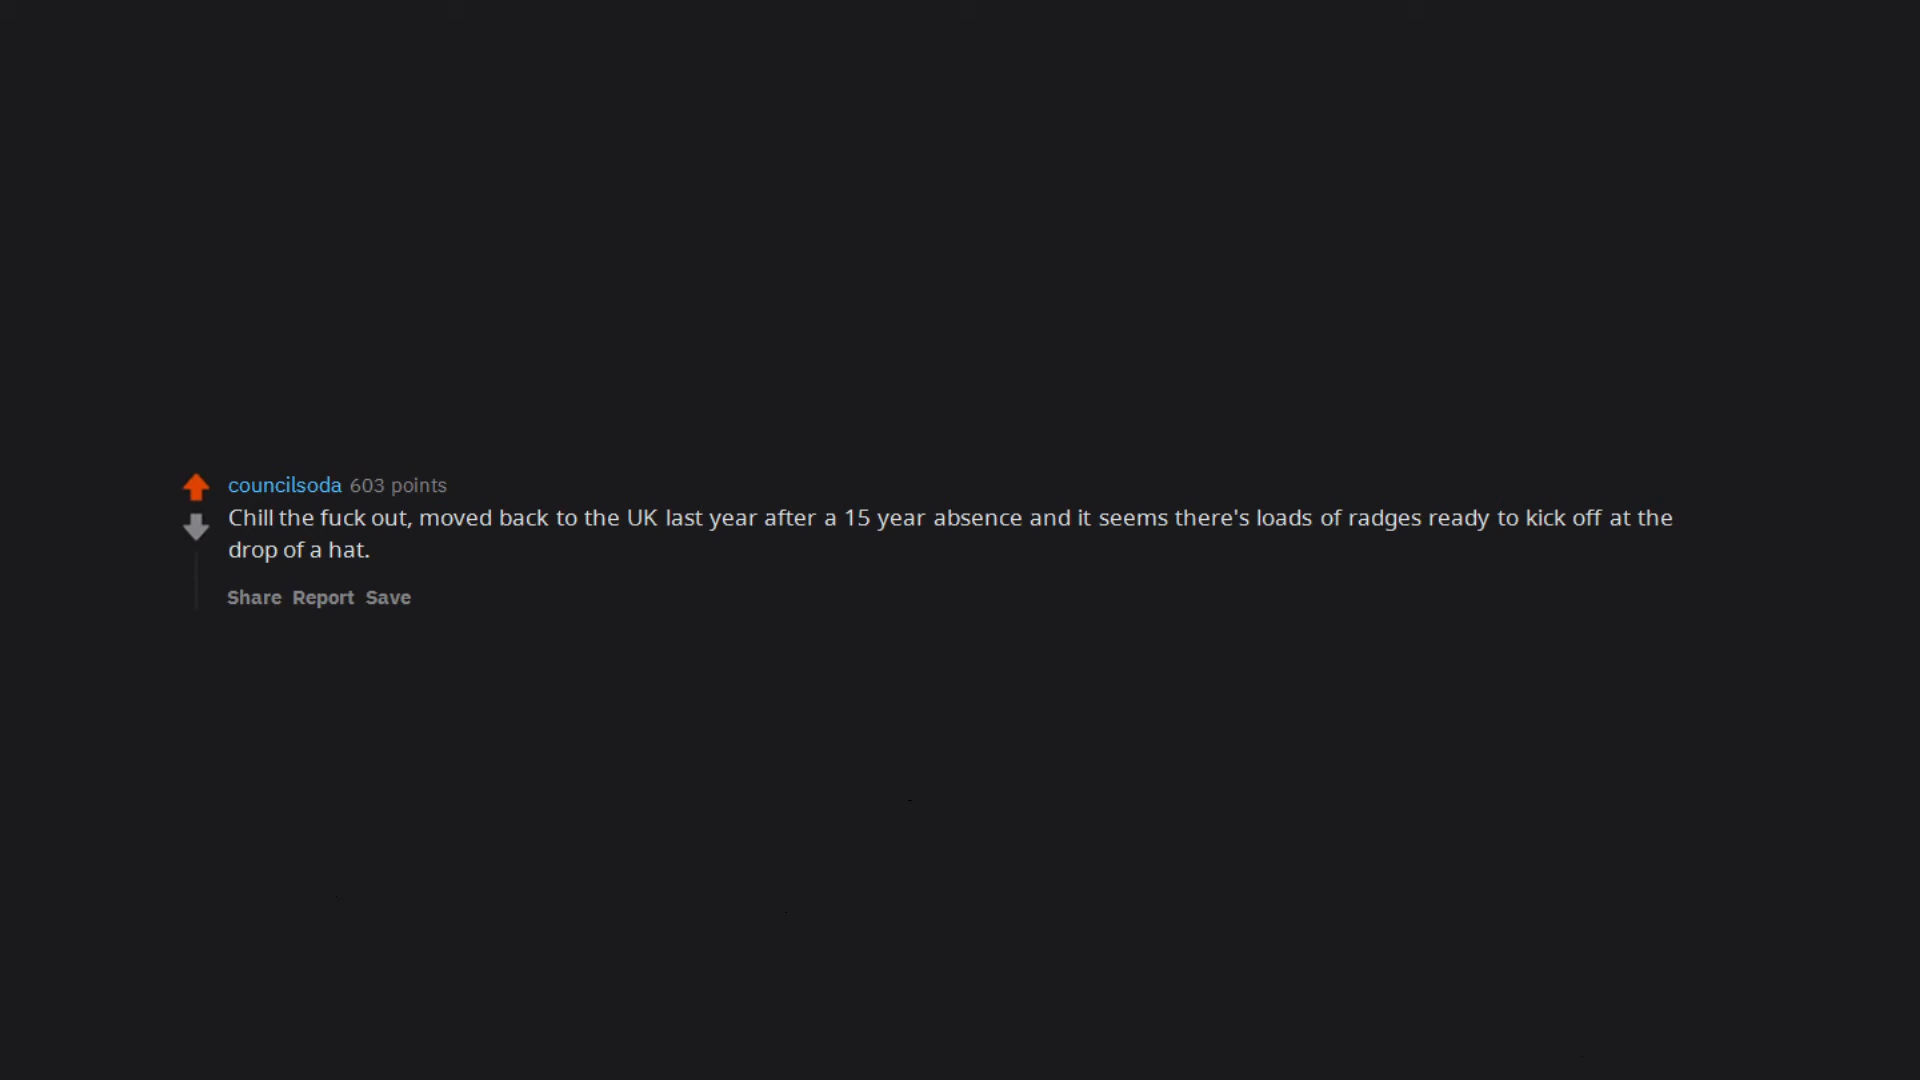 councilsoda 603 points
Chill the fuck out, moved back to the UK last year after a 15 year absence and it seems there's loads of radges ready to kick off at the
drop of a hat.
Share Report Save